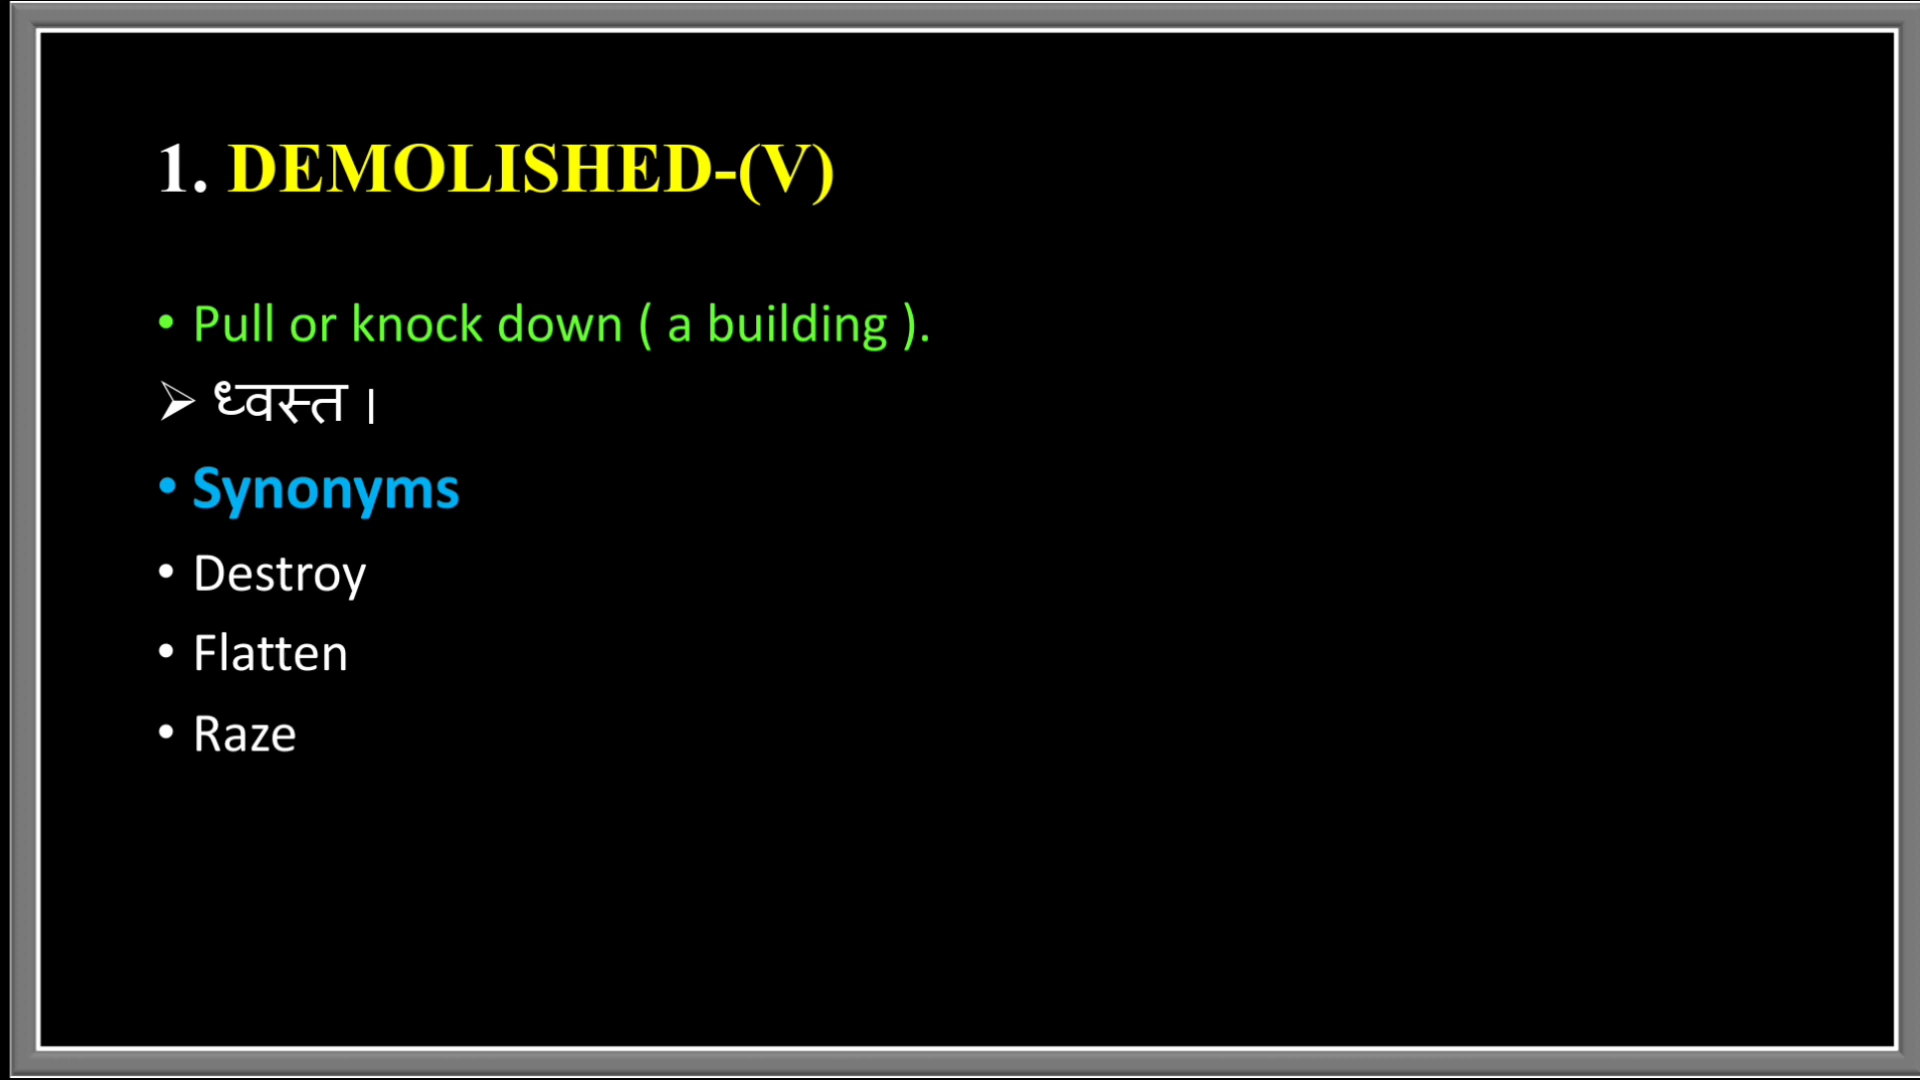 1. DEMOLISHED-(V)
• Pull or knock down ( a building ).
➢ ध्वस्त ।
• Synonyms
• Destroy
• Flatten
• Raze